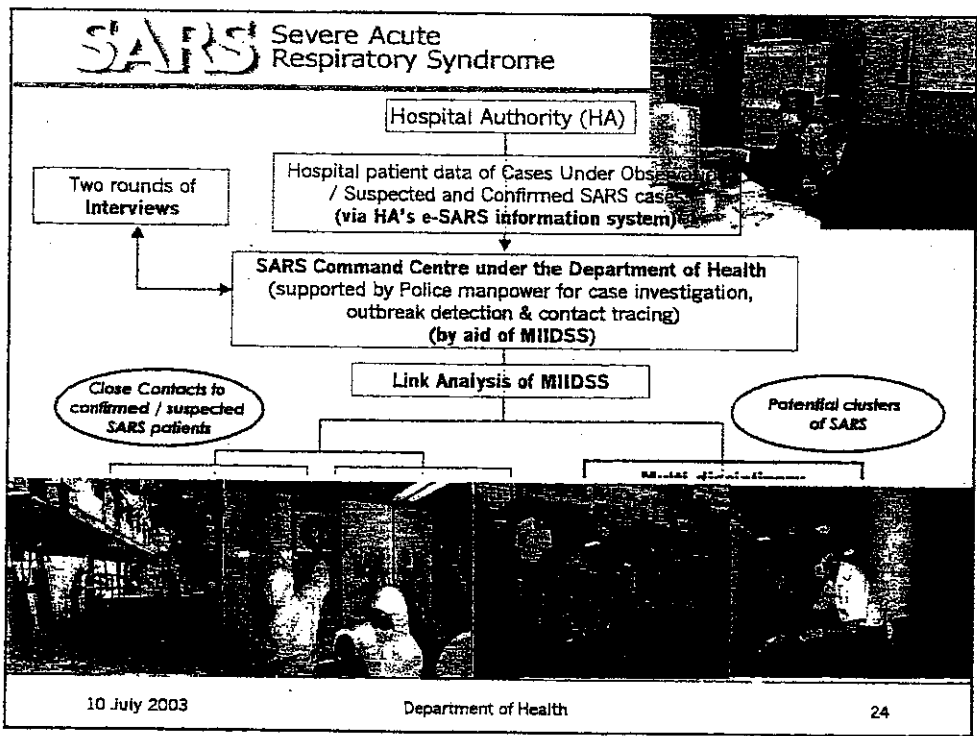 SARS Severe Acute
Respiratory Syndrome
Hospital Authority (HA)
Hospital patient data of Cases Under
/ Suspected and Confirmed SARS cases
(via HA's e-SARS information system)
Two rounds of
Interviews
SARS Command Centre under the Department of Health
(supported by Police manpower for case investigation,
outbreak detection & contact tracing)
(by aid of MIIDSS)
Link Analysis of MIIDSS
Close Contacts to
confirmed / suspected
SARS patients
Potential clusters
of SARS
10 July 2003
Department of Health
24